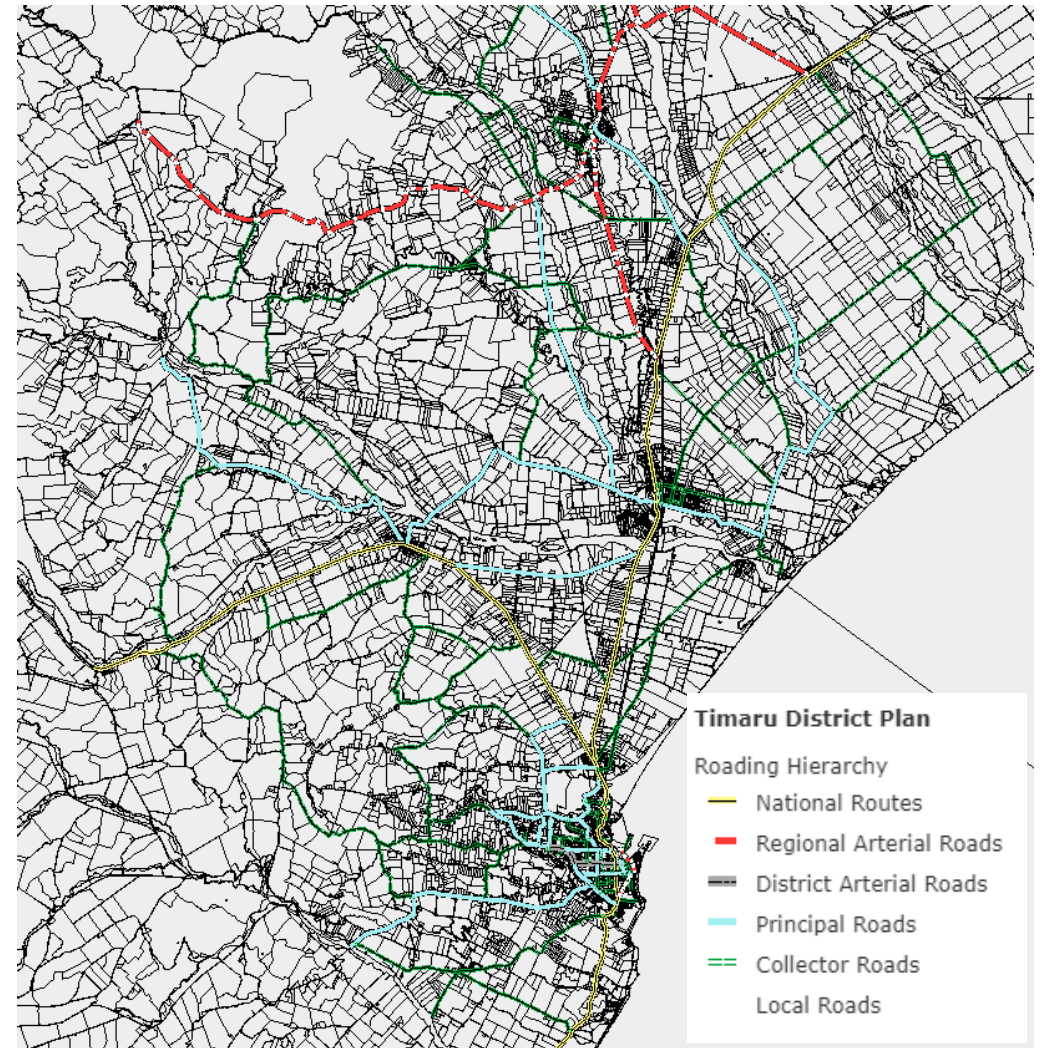 Timaru District Plan
Roading Hierarchy
National Routes
Regional Arterial Roads
District Arterial Roads
Principal Roads
Collector Roads
Local Roads